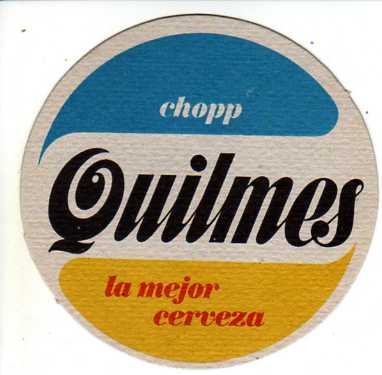 chopp
Quilmes
la mejor
cerveza